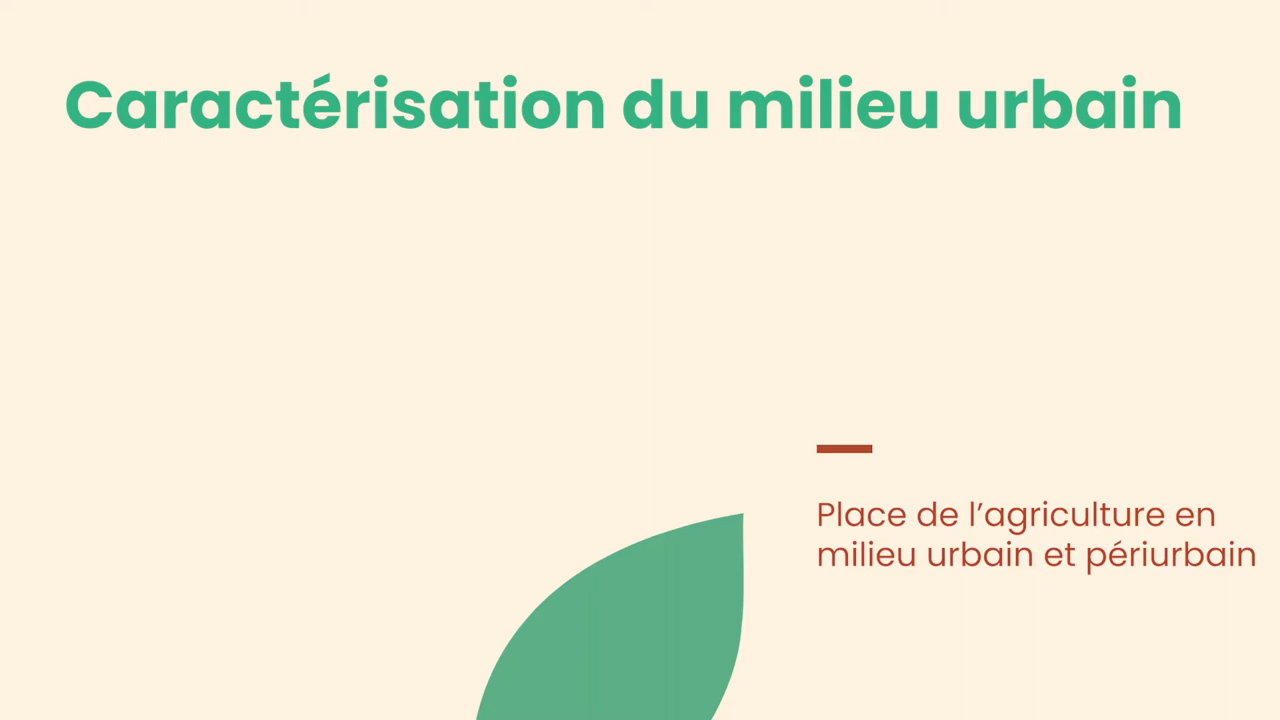 Caractérisation du milieu urbain
Place de l’agriculture en
milieu urbain et périurbain